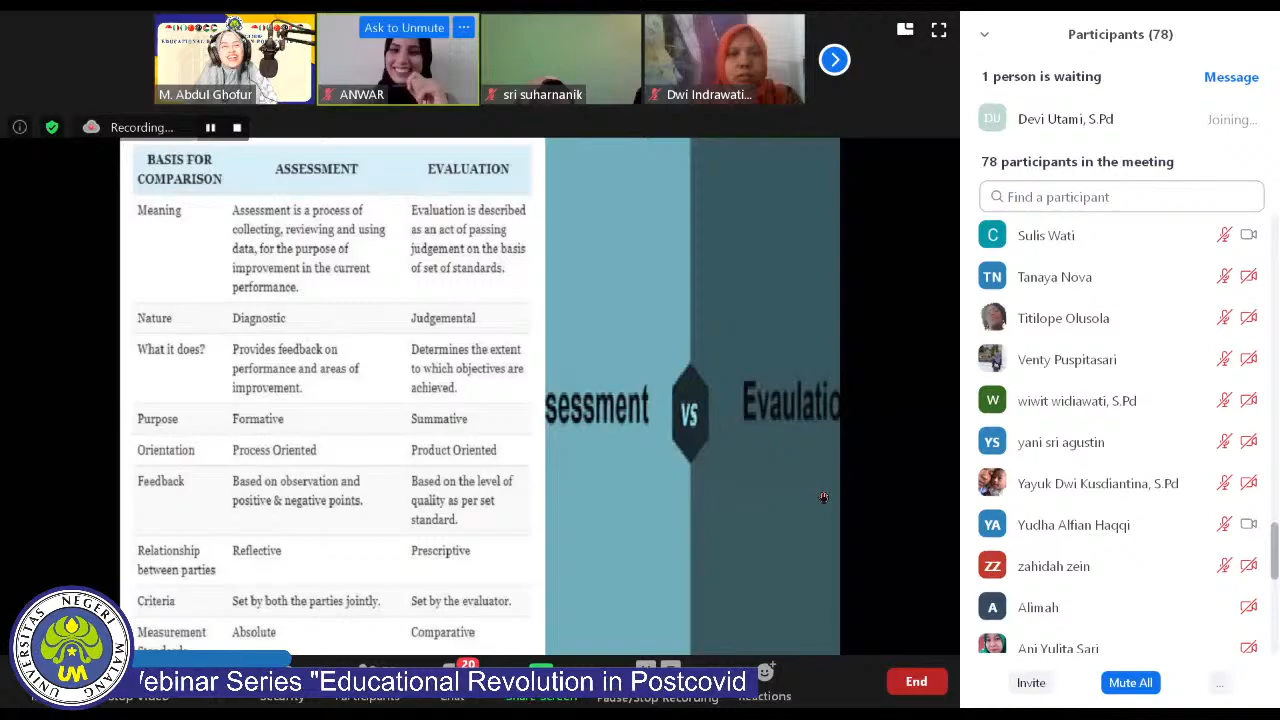 Ask to Unmute
M. Abdul Ghofur
ANWAR
sri suharnanik
Dwi Indrawati...
Recording...
BASIS FOR COMPARISON
ASSESSMENT
EVALUATION
Meaning
Assessment is a process of
collecting, reviewing and using
data, for the purpose of
improvement in the current
performance.
Evaluation is described
as an act of passing
judgement on the basis
of set of standards.
Nature
Diagnostic
Judgemental
What it does?
Provides feedback on
performance and areas of
improvement.
Determines the extent
to which objectives are
achieved.
Purpose
Formative
Summative
Orientation
Process Oriented
Product Oriented
Feedback
Based on observation and
positive & negative points.
Based on the level of
quality as per set
standard.
Relationship
between parties
Reflective
Prescriptive
Criteria
Set by both the parties jointly.
Set by the evaluator.
Measurement
Absolute
Comparative
sessment
VS
Evaulatio
20
Webinar Series "Educational Revolution in Postcovid
Reactions
End
Participants (78)
1 person is waiting
Message
DU
Devi Utami, S.Pd
Joining...
78 participants in the meeting
Find a participant
C
Sulis Wati
TN
Tanaya Nova
Titilope Olusola
Venty Puspitasari
W
wiwit widiawati, S.Pd
YS
yani sri agustin
Yayuk Dwi Kusdiantina, S.Pd
YA
Yudha Alfian Haqqi
ZZ
zahidah zein
A
Alimah
Ani Yulita Sari
Invite
Mute All
...